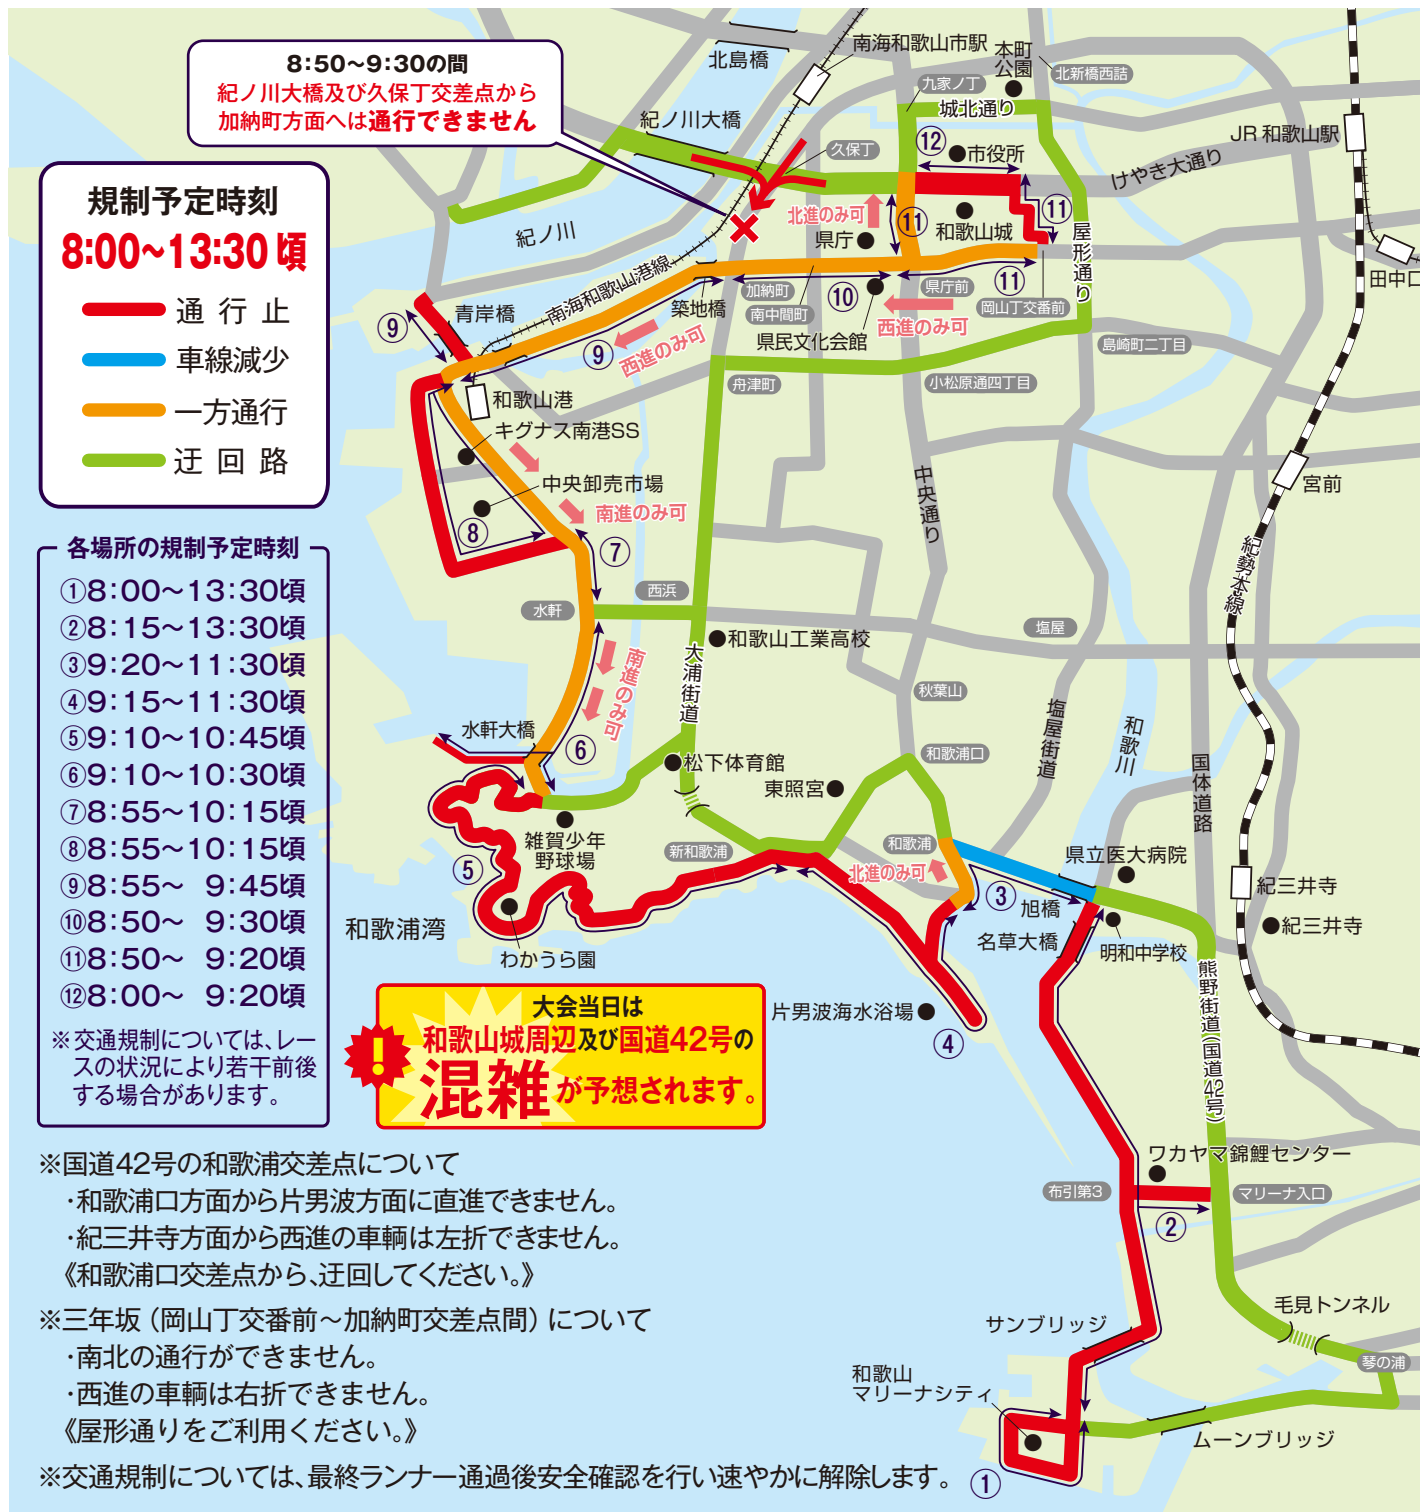 8:50～9:30の間
紀ノ川大橋及び久保丁交差点から
加納町方面へは通行できません
規制予定時刻
8:00～13:30頃
通行止
車線減少
一方通行
迂回路
各場所の規制予定時刻
①8:00～13:30頃
②8:15～13:30頃
③9:20～11:30頃
④9:15～11:30頃
⑤9:10～10:45頃
⑥9:10～10:30頃
⑦8:55～10:15頃
⑧8:55～10:15頃
⑨8:55～ 9:45頃
⑩8:50～ 9:30頃
⑪8:50～ 9:20頃
⑫8:00～ 9:20頃
※交通規制については、レー
スの状況により若干前後
する場合があります。
北島橋
南海和歌山市駅
本町
公園
北新橋西詰
九家ノ丁
城北通り
紀ノ川大橋
久保丁
⑫
市役所
JR和歌山駅
けやき大通り
紀ノ川
北進のみ可
⑪
和歌山城
⑪
県庁
屋形通り
田中口
南海和歌山港線
築地橋
加納町
⑩
県庁前
⑪
岡山丁交番前
南中間町
西進のみ可
県民文化会館
青岸橋
⑨
⑨
西進のみ可
島崎町二丁目
舟津町
小松原通四丁目
和歌山港
キグナス南港SS
中央卸売市場
南進のみ可
⑧
⑦
中央通り
宮前
紀勢本線
水軒
西浜
和歌山工業高校
塩屋
大浦街道
南進のみ可
秋葉山
塩屋街道
和歌川
国体道路
水軒大橋
⑥
松下体育館
東照宮
和歌浦口
雑賀少年
野球場
新和歌浦
和歌浦
北進のみ可
③
旭橋
県立医大病院
⑤
和歌浦湾
わかうら園
名草大橋
明和中学校
紀三井寺
紀三井寺
熊野街道(国道42号)
片男波海水浴場
④
大会当日は
和歌山城周辺及び国道42号の
混雑が予想されます。
ワカヤマ錦鯉センター
布引第3
②
マリーナ入口
サンブリッジ
毛見トンネル
琴の浦
和歌山
マリーナシティ
ムーンブリッジ
①
※国道42号の和歌浦交差点について
・和歌浦口方面から片男波方面に直進できません。
・紀三井寺方面から西進の車輌は左折できません。
《和歌浦口交差点から、迂回してください。》
※三年坂（岡山丁交番前～加納町交差点間）について
・南北の通行ができません。
・西進の車輌は右折できません。
《屋形通りをご利用ください。》
※交通規制については、最終ランナー通過後安全確認を行い速やかに解除します。